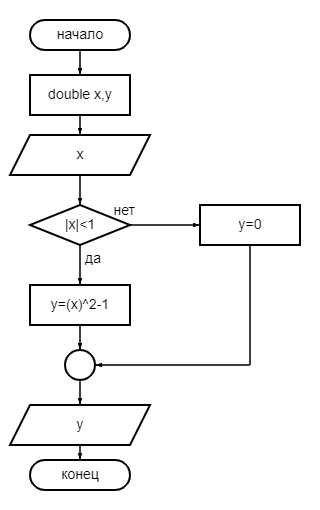 начало
double x,y
x
|x|<1
нет
y=0
да
y=(x)^2-1
y
конец